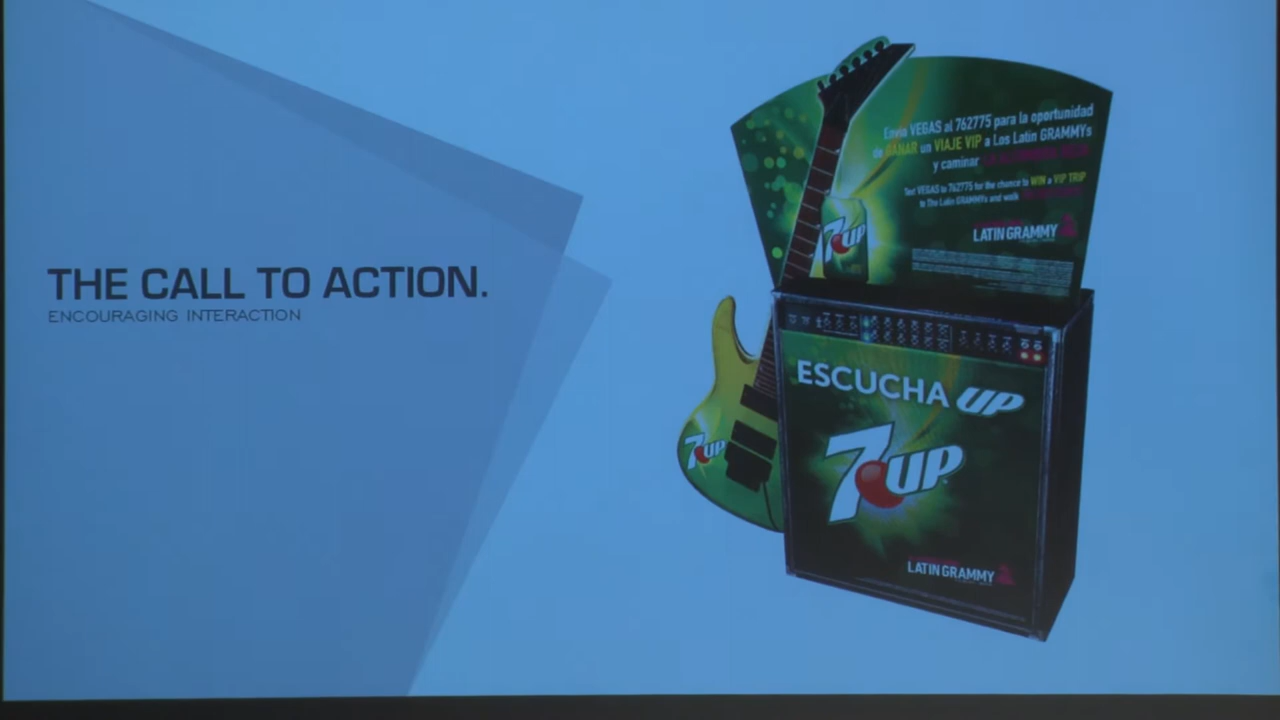 THE CALL TO ACTION.
ENCOURAGING INTERACTION
Envia VEGAS al 762775 para la oportunidad
de GANAR un VIAJE VIP a Los Latin GRAMMYs
y caminar
Text VEGAS to 762775 for the chance to WIN a VIP TRIP
to The Latin GRAMMYs and walk
7UP
LATIN GRAMMY
ESCUCHA UP
7UP
7UP
LATIN GRAMMY